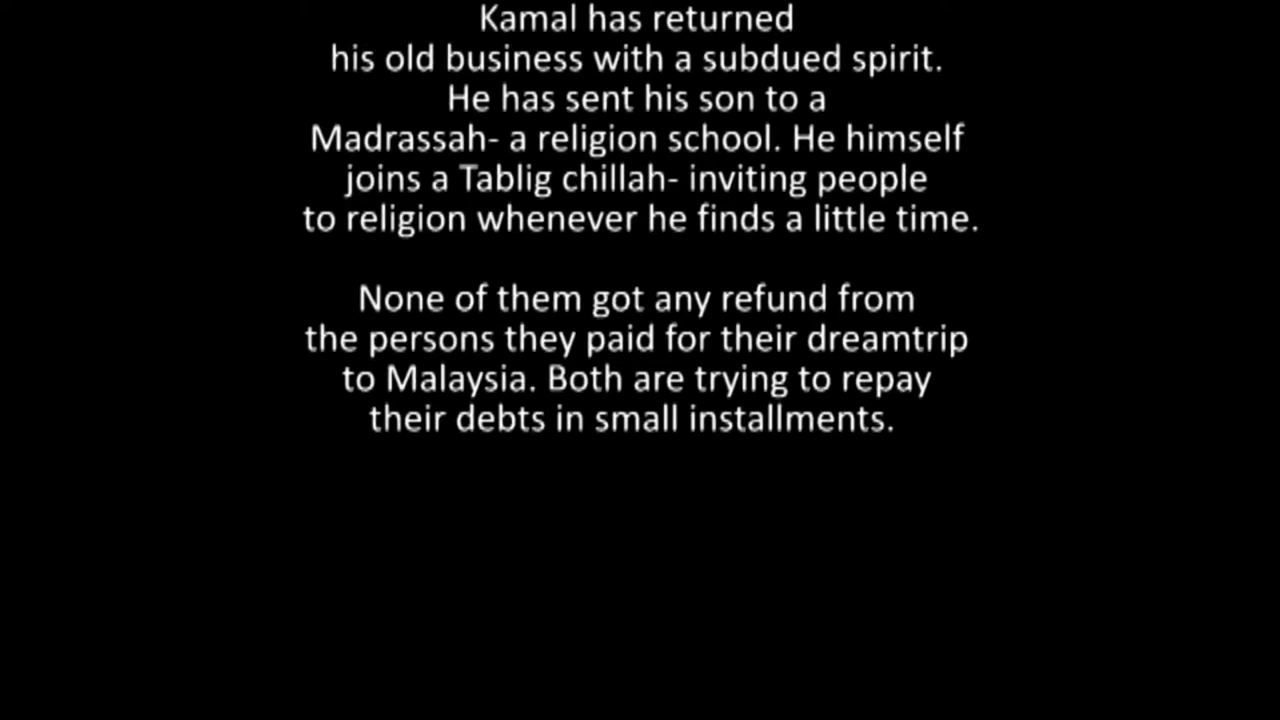 Kamal has returned
his old business with a subdued spirit.
He has sent his son to a
Madrassah- a religion school. He himself
joins a Tablig chillah- inviting people
to religion whenever he finds a little time.
None of them got any refund from
the persons they paid for their dreamtrip
to Malaysia. Both are trying to repay
their debts in small installments.